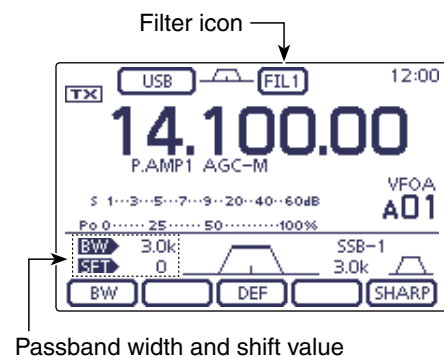 Filter icon
USB FIL1 12:00
TX
14.100.00
P.AMP1 AGC-M
VFOA
S 1···3···5···7···9··20··40··60dB
A01
Po 0······ 25 ······ 50 ·········100%
BW 3.0k SSB-1
SFT 0 3.0k
BW DEF SHARP
Passband width and shift value